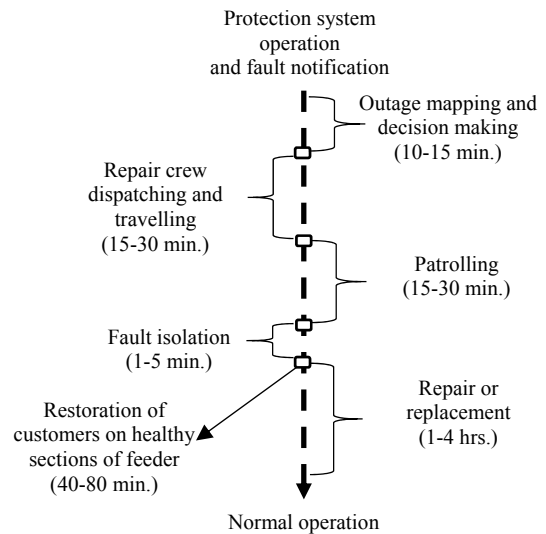 Protection system
operation
and fault notification
Outage mapping and
decision making
(10-15 min.)
Repair crew
dispatching and
travelling
(15-30 min.)
Patrolling
(15-30 min.)
Fault isolation
(1-5 min.)
Repair or
replacement
(1-4 hrs.)
Restoration of
customers on healthy
sections of feeder
(40-80 min.)
Normal operation